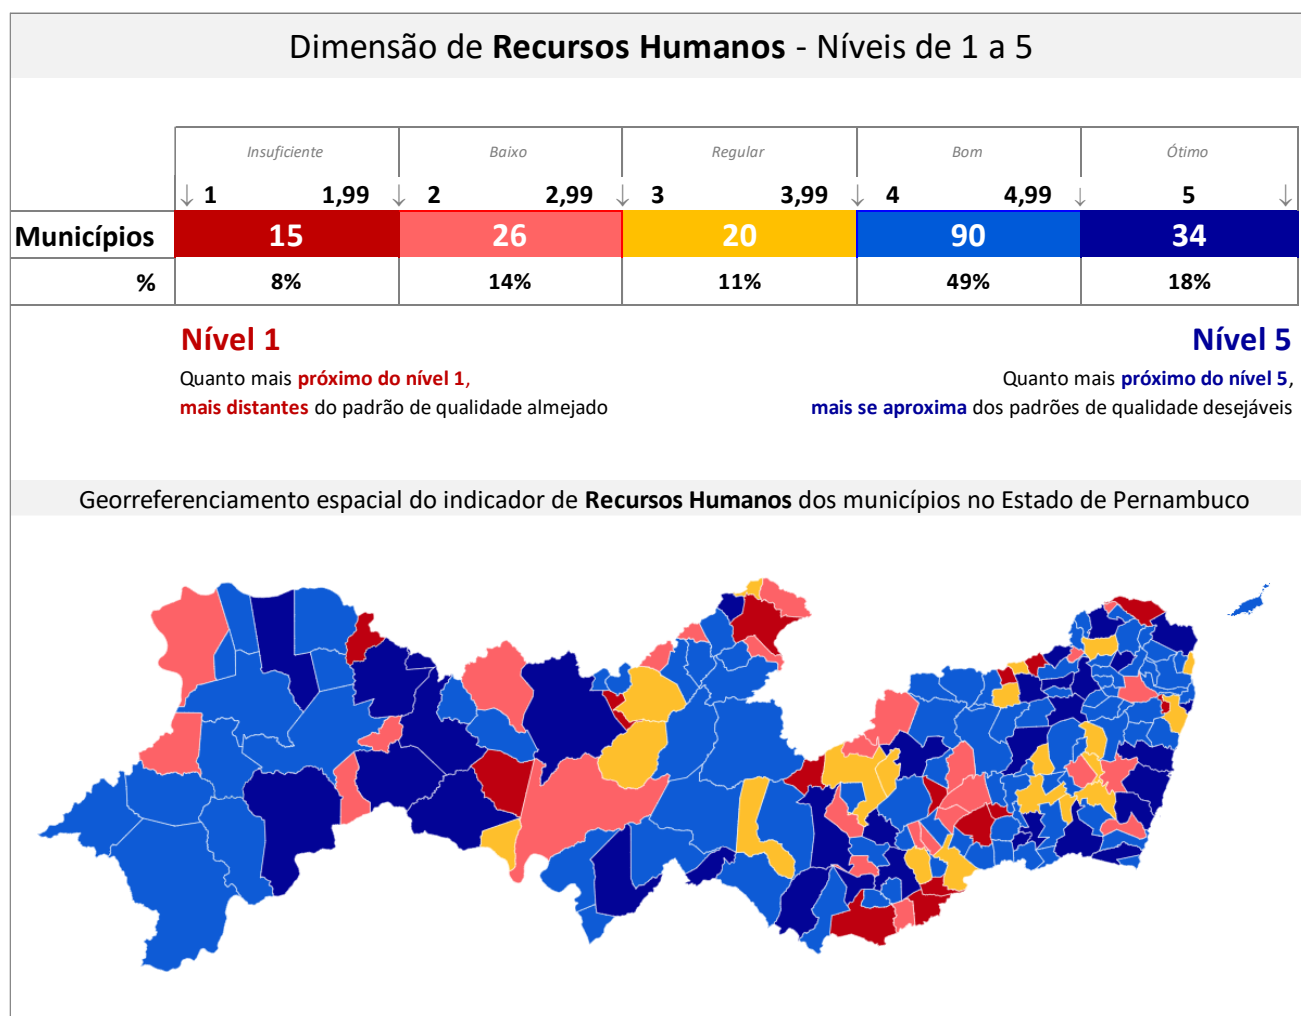 Dimensão de Recursos Humanos - Níveis de 1 a 5
Insuficiente Baixo Regular Bom Ótimo
↓ 1 1,99 ↓ 2 2,99 ↓ 3 3,99 ↓ 4 4,99 ↓ 5 ↓
Municípios 15 26 20 90 34
% 8% 14% 11% 49% 18%
Nível 1
Quanto mais próximo do nível 1,
mais distantes do padrão de qualidade almejado
Nível 5
Quanto mais próximo do nível 5,
mais se aproxima dos padrões de qualidade desejáveis
Georreferenciamento espacial do indicador de Recursos Humanos dos municípios no Estado de Pernambuco